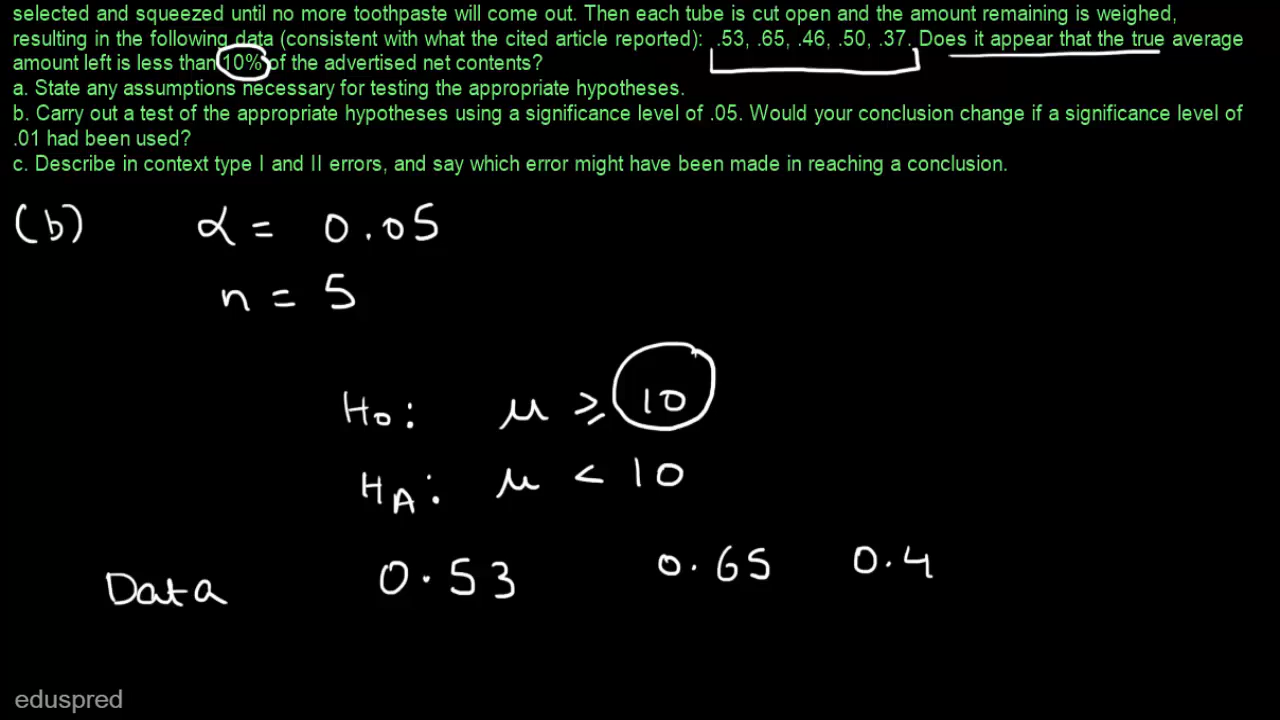 selected and squeezed until no more toothpaste will come out. Then each tube is cut open and the amount remaining is weighed,
resulting in the following data (consistent with what the cited article reported): .53, .65, .46, .50, .37. Does it appear that the true average
amount left is less than 10% of the advertised net contents?
a. State any assumptions necessary for testing the appropriate hypotheses.
b. Carry out a test of the appropriate hypotheses using a significance level of .05. Would your conclusion change if a significance level of
.01 had been used?
c. Describe in context type I and II errors, and say which error might have been made in reaching a conclusion.
(b) α = 0.05
n = 5
H0: μ ≥ 10
HA: μ < 10
Data 0.53 0.65 0.4
eduspred